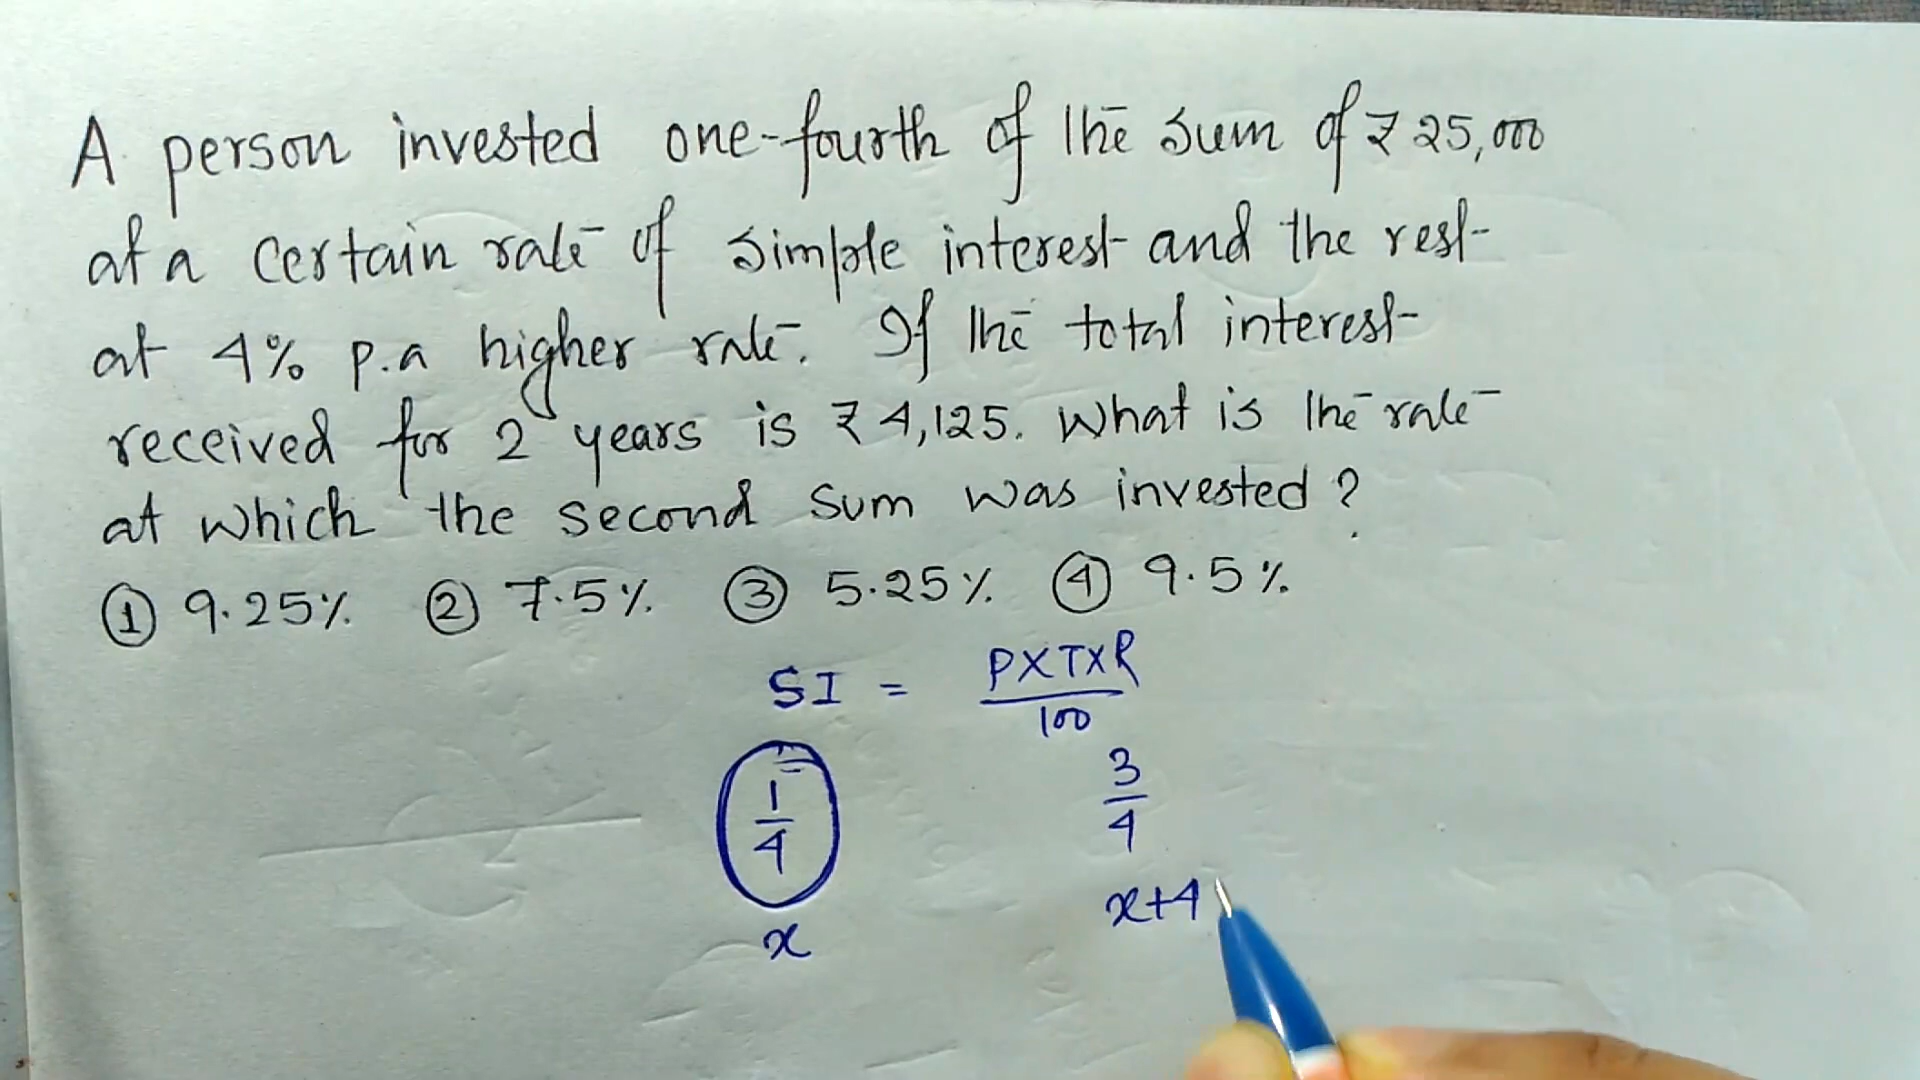 A person invested one-fourth of the sum of ₹ 25,000
at a certain rate of simple interest and the rest
at 4% p.a higher rate. If the total interest
received for 2 years is ₹ 4,125. What is the rate
at which the second sum was invested ?
① 9.25% ② 7.5% ③ 5.25% ④ 9.5%
SI = P×T×R
100
1
4
3
4
x
x+4